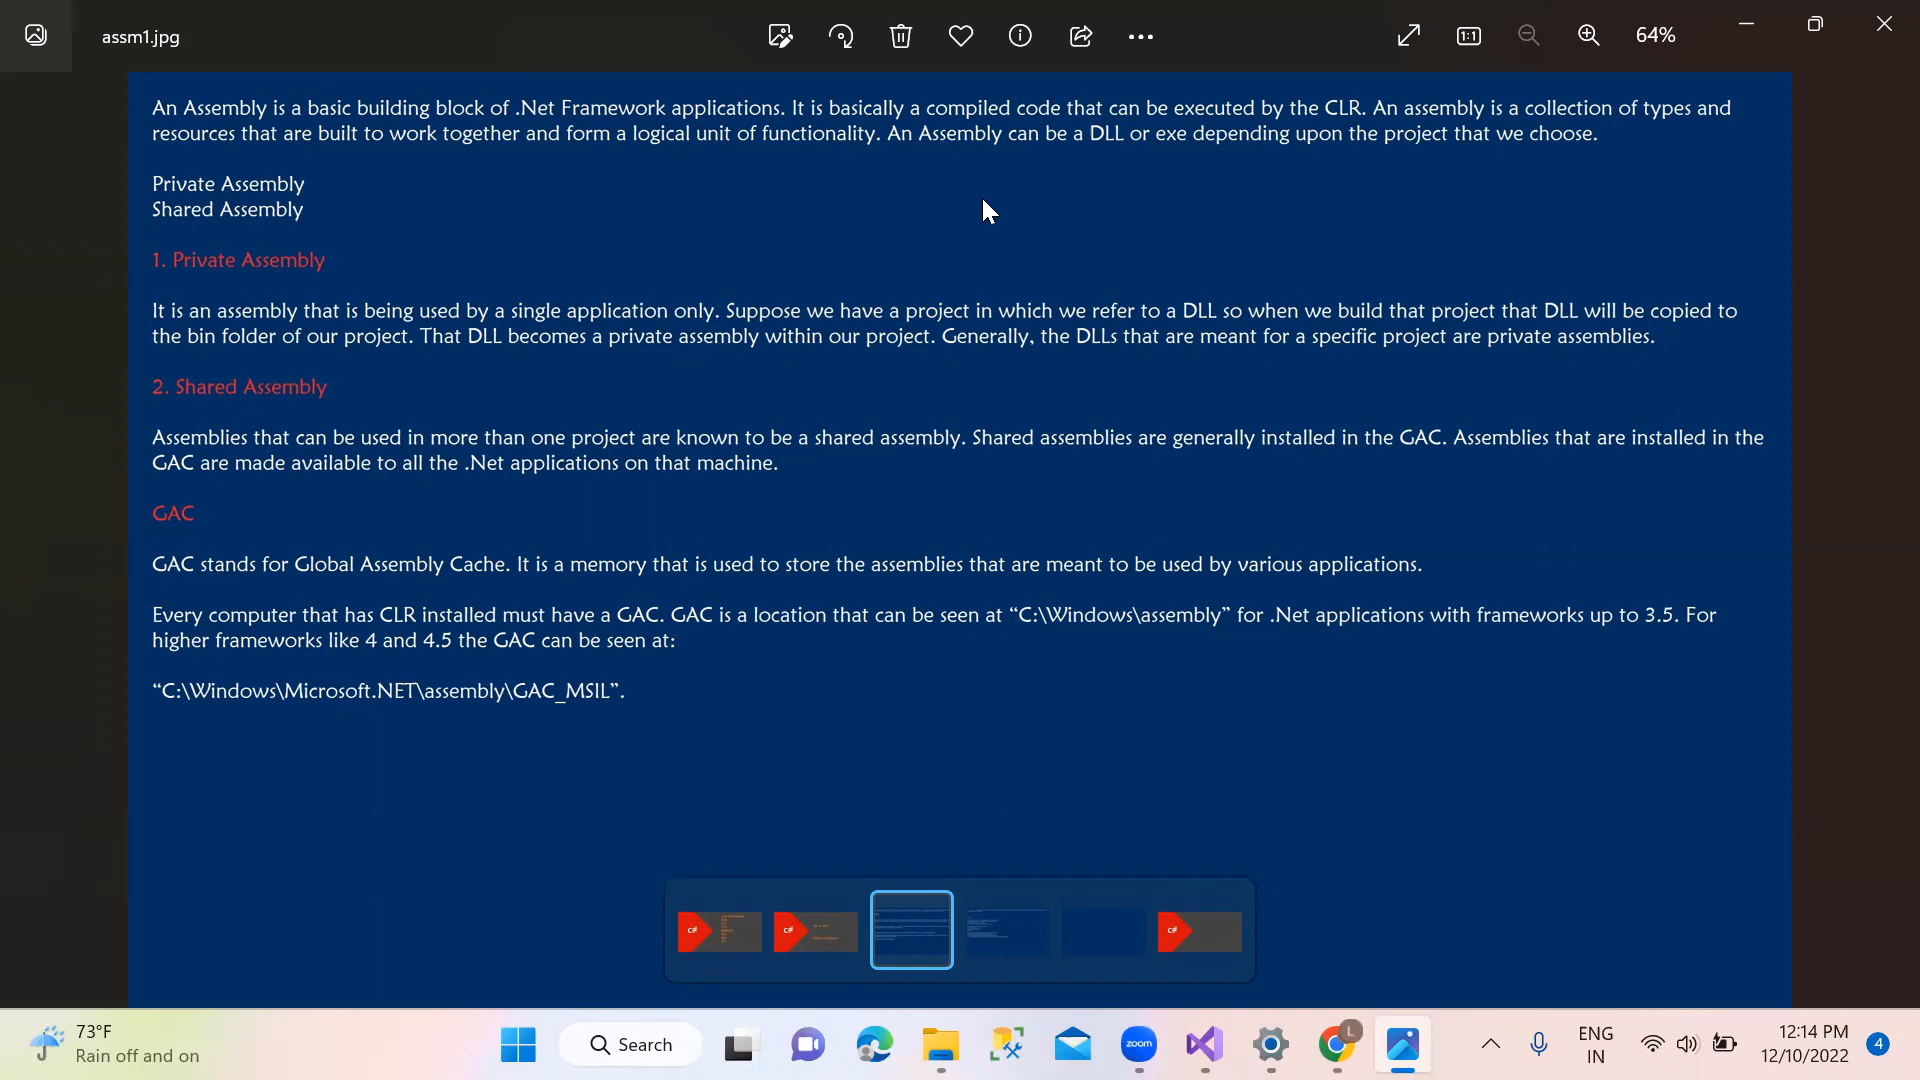 assm1.jpg
64%
An Assembly is a basic building block of .Net Framework applications. It is basically a compiled code that can be executed by the CLR. An assembly is a collection of types and
resources that are built to work together and form a logical unit of functionality. An Assembly can be a DLL or exe depending upon the project that we choose.
Private Assembly
Shared Assembly
1. Private Assembly
It is an assembly that is being used by a single application only. Suppose we have a project in which we refer to a DLL so when we build that project that DLL will be copied to
the bin folder of our project. That DLL becomes a private assembly within our project. Generally, the DLLs that are meant for a specific project are private assemblies.
2. Shared Assembly
Assemblies that can be used in more than one project are known to be a shared assembly. Shared assemblies are generally installed in the GAC. Assemblies that are installed in the
GAC are made available to all the .Net applications on that machine.
GAC
GAC stands for Global Assembly Cache. It is a memory that is used to store the assemblies that are meant to be used by various applications.
Every computer that has CLR installed must have a GAC. GAC is a location that can be seen at “C:\Windows\assembly” for .Net applications with frameworks up to 3.5. For
higher frameworks like 4 and 4.5 the GAC can be seen at:
“C:\Windows\Microsoft.NET\assembly\GAC_MSIL”.
C#
C#
C#
73°F
Rain off and on
Search
zoom
L
ENG
IN
12:14 PM
12/10/2022
4